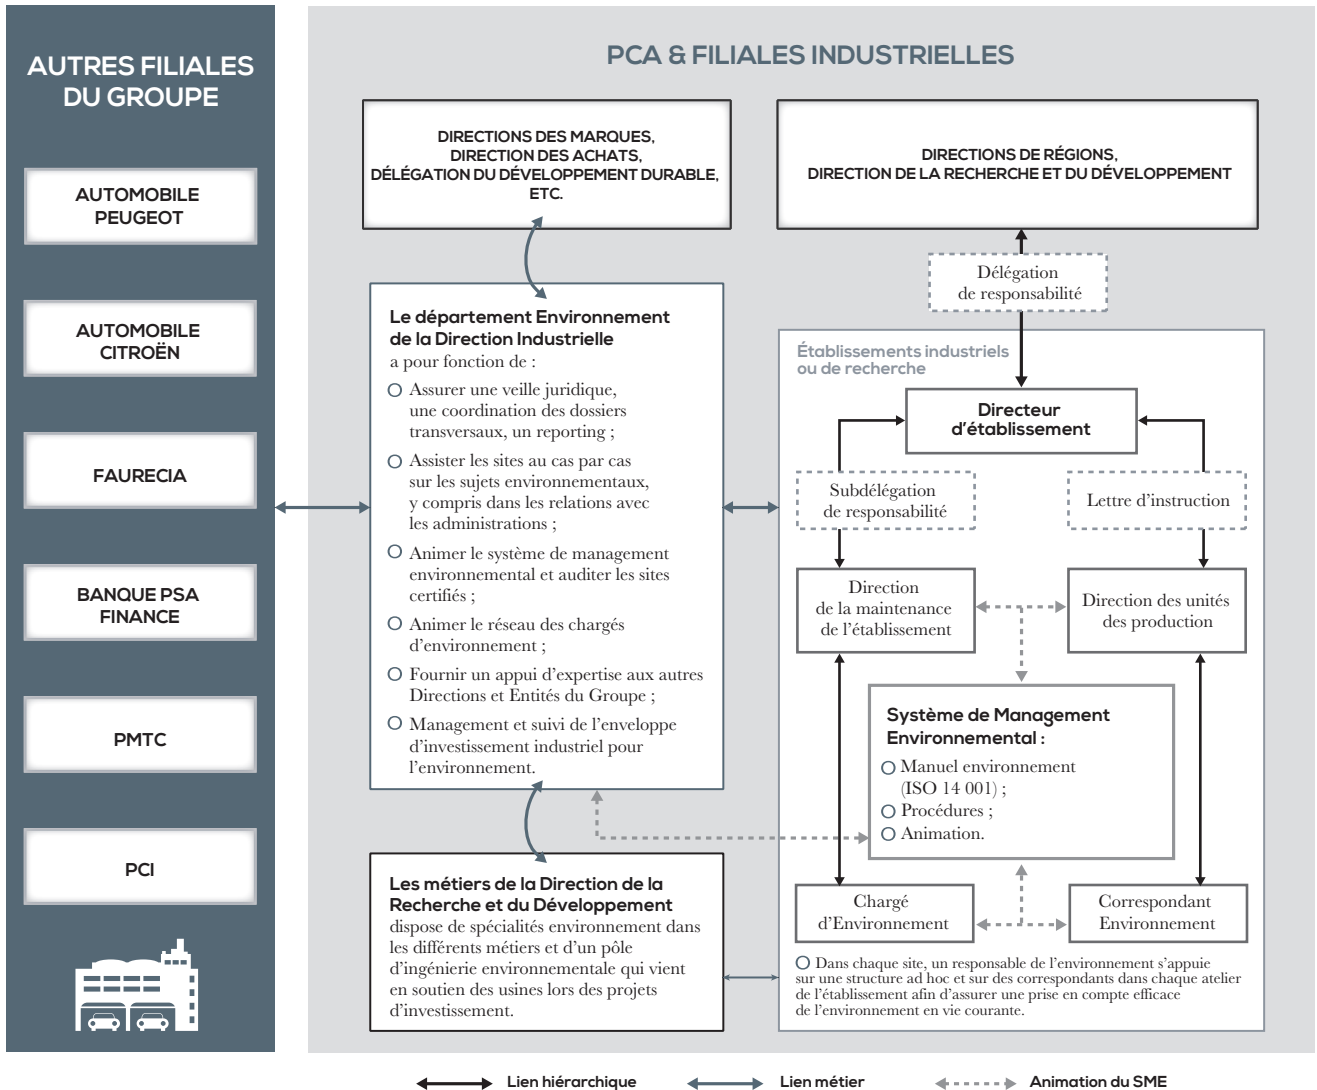 AUTRES FILIALES
DU GROUPE
AUTOMOBILE
PEUGEOT
AUTOMOBILE
CITROËN
FAURECIA
BANQUE PSA
FINANCE
PMTC
PCI
PCA & FILIALES INDUSTRIELLES
DIRECTIONS DES MARQUES,
DIRECTION DES ACHATS,
DÉLÉGATION DU DÉVELOPPEMENT DURABLE,
ETC.
Le département Environnement
de la Direction Industrielle
a pour fonction de :
Assurer une veille juridique,
une coordination des dossiers
transversaux, un reporting ;
Assister les sites au cas par cas
sur les sujets environnementaux,
y compris dans les relations avec
les administrations ;
Animer le système de management
environnemental et auditer les sites
certifiés ;
Animer le réseau des chargés
d'environnement ;
Fournir un appui d'expertise aux autres
Directions et Entités du Groupe ;
Management et suivi de l'enveloppe
d'investissement industriel pour
l'environnement.
Les métiers de la Direction de la
Recherche et du Développement
dispose de spécialités environnement dans
les différents métiers et d'un pôle
d'ingénierie environnementale qui vient
en soutien des usines lors des projets
d'investissement.
DIRECTIONS DE RÉGIONS,
DIRECTION DE LA RECHERCHE ET DU DÉVELOPPEMENT
Délégation
de responsabilité
Établissements industriels
ou de recherche
Directeur
d'établissement
Subdélégation
de responsabilité
Lettre d'instruction
Direction
de la maintenance
de l'établissement
Direction des unités
des production
Système de Management
Environnemental :
Manuel environnement
(ISO 14 001) ;
Procédures ;
Animation.
Chargé
d'Environnement
Correspondant
Environnement
Dans chaque site, un responsable de l'environnement s'appuie
sur une structure ad hoc et sur des correspondants dans chaque atelier
de l'établissement afin d'assurer une prise en compte efficace
de l'environnement en vie courante.
Lien hiérarchique
Lien métier
Animation du SME